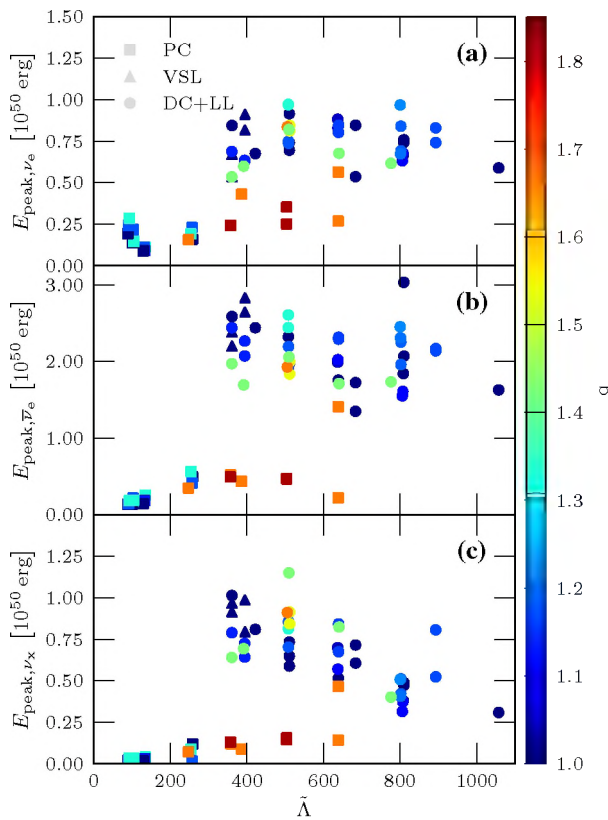 1.50
1.25
1.00
0.75
0.50
0.25
0.00
E_peak,ν_e [10^50 erg]
PC
VSL
DC+LL
(a)
3.00
2.00
1.00
0.00
E_peak,ν̅_e [10^50 erg]
(b)
1.25
1.00
0.75
0.50
0.25
0.00
E_peak,ν_x [10^50 erg]
(c)
0 200 400 600 800 1000
Λ̃
1.8
1.7
1.6
1.5
1.4
1.3
1.2
1.1
1.0
q